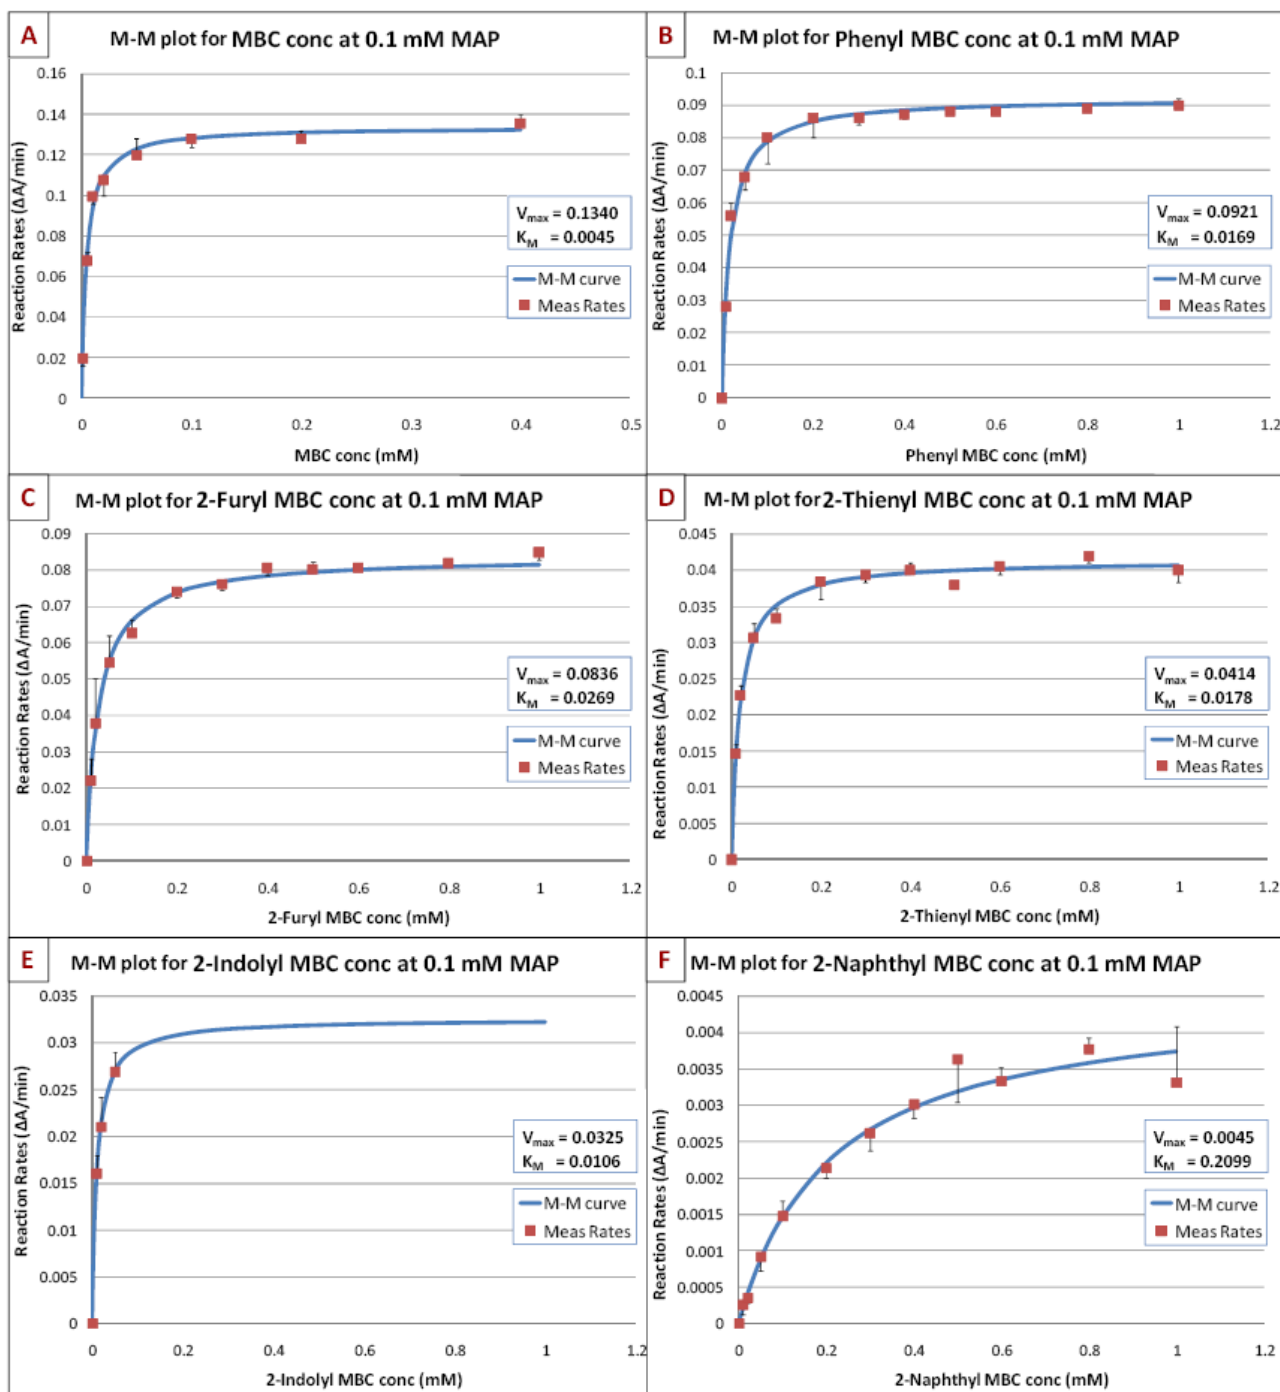 A
M-M plot for MBC conc at 0.1 mM MAP
Reaction Rates (ΔA/min)
0.16
0.14
0.12
0.1
0.08
0.06
0.04
0.02
0
Vmax = 0.1340
KM = 0.0045
M-M curve
Meas Rates
0 0.1 0.2 0.3 0.4 0.5
MBC conc (mM)
B
M-M plot for Phenyl MBC conc at 0.1 mM MAP
Reaction Rates (ΔA/min)
0.1
0.09
0.08
0.07
0.06
0.05
0.04
0.03
0.02
0.01
0
Vmax = 0.0921
KM = 0.0169
M-M curve
Meas Rates
0 0.2 0.4 0.6 0.8 1 1.2
Phenyl MBC conc (mM)
C
M-M plot for 2-Furyl MBC conc at 0.1 mM MAP
Reaction Rates (ΔA/min)
0.09
0.08
0.07
0.06
0.05
0.04
0.03
0.02
0.01
0
Vmax = 0.0836
KM = 0.0269
M-M curve
Meas Rates
0 0.2 0.4 0.6 0.8 1 1.2
2-Furyl MBC conc (mM)
D
M-M plot for 2-Thienyl MBC conc at 0.1 mM MAP
Reaction Rates (ΔA/min)
0.045
0.04
0.035
0.03
0.025
0.02
0.015
0.01
0.005
0
Vmax = 0.0414
KM = 0.0178
M-M curve
Meas Rates
0 0.2 0.4 0.6 0.8 1 1.2
2-Thienyl MBC conc (mM)
E
M-M plot for 2-Indolyl MBC conc at 0.1 mM MAP
Reaction Rates (ΔA/min)
0.035
0.03
0.025
0.02
0.015
0.01
0.005
0
Vmax = 0.0325
KM = 0.0106
M-M curve
Meas Rates
0 0.2 0.4 0.6 0.8 1 1.2
2-Indolyl MBC conc (mM)
F
M-M plot for 2-Naphthyl MBC conc at 0.1 mM MAP
Reaction Rates (ΔA/min)
0.0045
0.004
0.0035
0.003
0.0025
0.002
0.0015
0.001
0.0005
0
Vmax = 0.0045
KM = 0.2099
M-M curve
Meas Rates
0 0.2 0.4 0.6 0.8 1 1.2
2-Naphthyl MBC conc (mM)